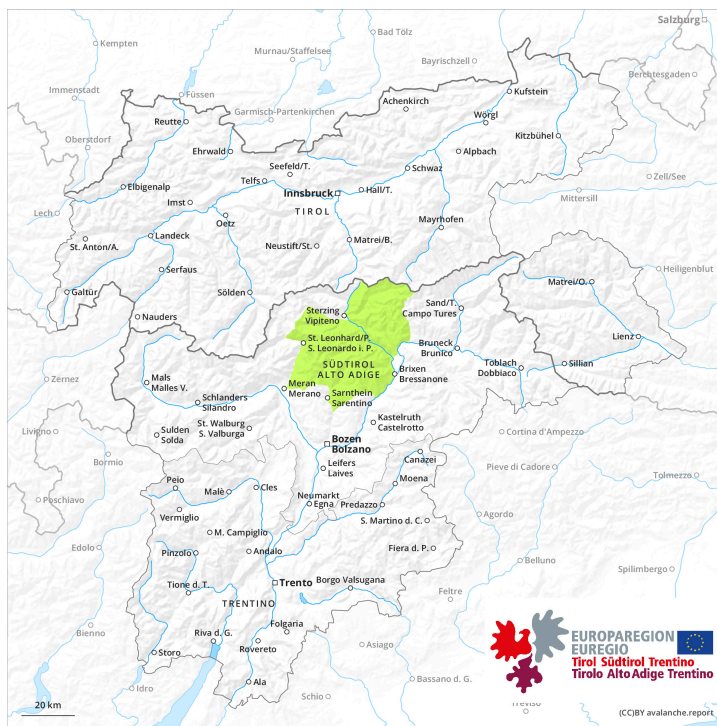 Salzburg
Kempten
Bad Tölz
Murnau/Staffelsee
Bayrischzell
Berchtesgaden
Immenstadt
Füssen
Garmisch-Partenkirchen
Achenkirch
Kufstein
Reutte
Wörgl
Oberstdorf
Ehrwald
Kitzbühel
Alpbach
Seefeld/T.
Schwaz
Zell/See
Elbigenalp
Telfs
Innsbruck
Hall/T.
Mittersill
Imst
TIROL
Lech
Oetz
Mayrhofen
St. Anton/A.
Landeck
Neustift/St.
Matrei/B.
Serfaus
Heiligenblut
Galtür
Sölden
Matrei/O.
Nauders
Sterzing
Vipiteno
Sand/T.
Campo Tures
St. Leonhard/P.
S. Leonardo i. P.
Bruneck
Brunico
Lienz
SÜDTIROL
ALTO ADIGE
Toblach
Dobbiaco
Sillian
Zernez
Mals
Malles V.
Meran
Merano
Brixen
Bressanone
Schlanders
Silandro
Sarnthein
Sarentino
Livigno
Sulden
Solda
St. Walburg
S. Valburga
Kastelruth
Castelrotto
Cortina d'Ampezzo
Bozen
Bolzano
Bormio
Leifers
Laives
Canazei
Pieve di Cadore
Tolmezzo
Poschiavo
Peio
Malè
Cles
Neumarkt
Egna
Moena
Predazzo
Vermiglio
Agordo
S. Martino d. C.
M. Campiglio
Edolo
Pinzolo
Andalo
Fiera d. P.
Belluno
Spilimbergo
Tione d. T.
Trento
Borgo Valsugana
Feltre
TRENTINO
Bienno
Riva d. G.
Folgaria
Storo
Rovereto
Asiago
Idro
Ala
Schio
Bassano d. G.
Treviso
EUROPAREGION
EUREGIO
Tirol Südtirol Trentino
Tirolo Alto Adige Trentino
20 km
(CC)BY avalanche.report